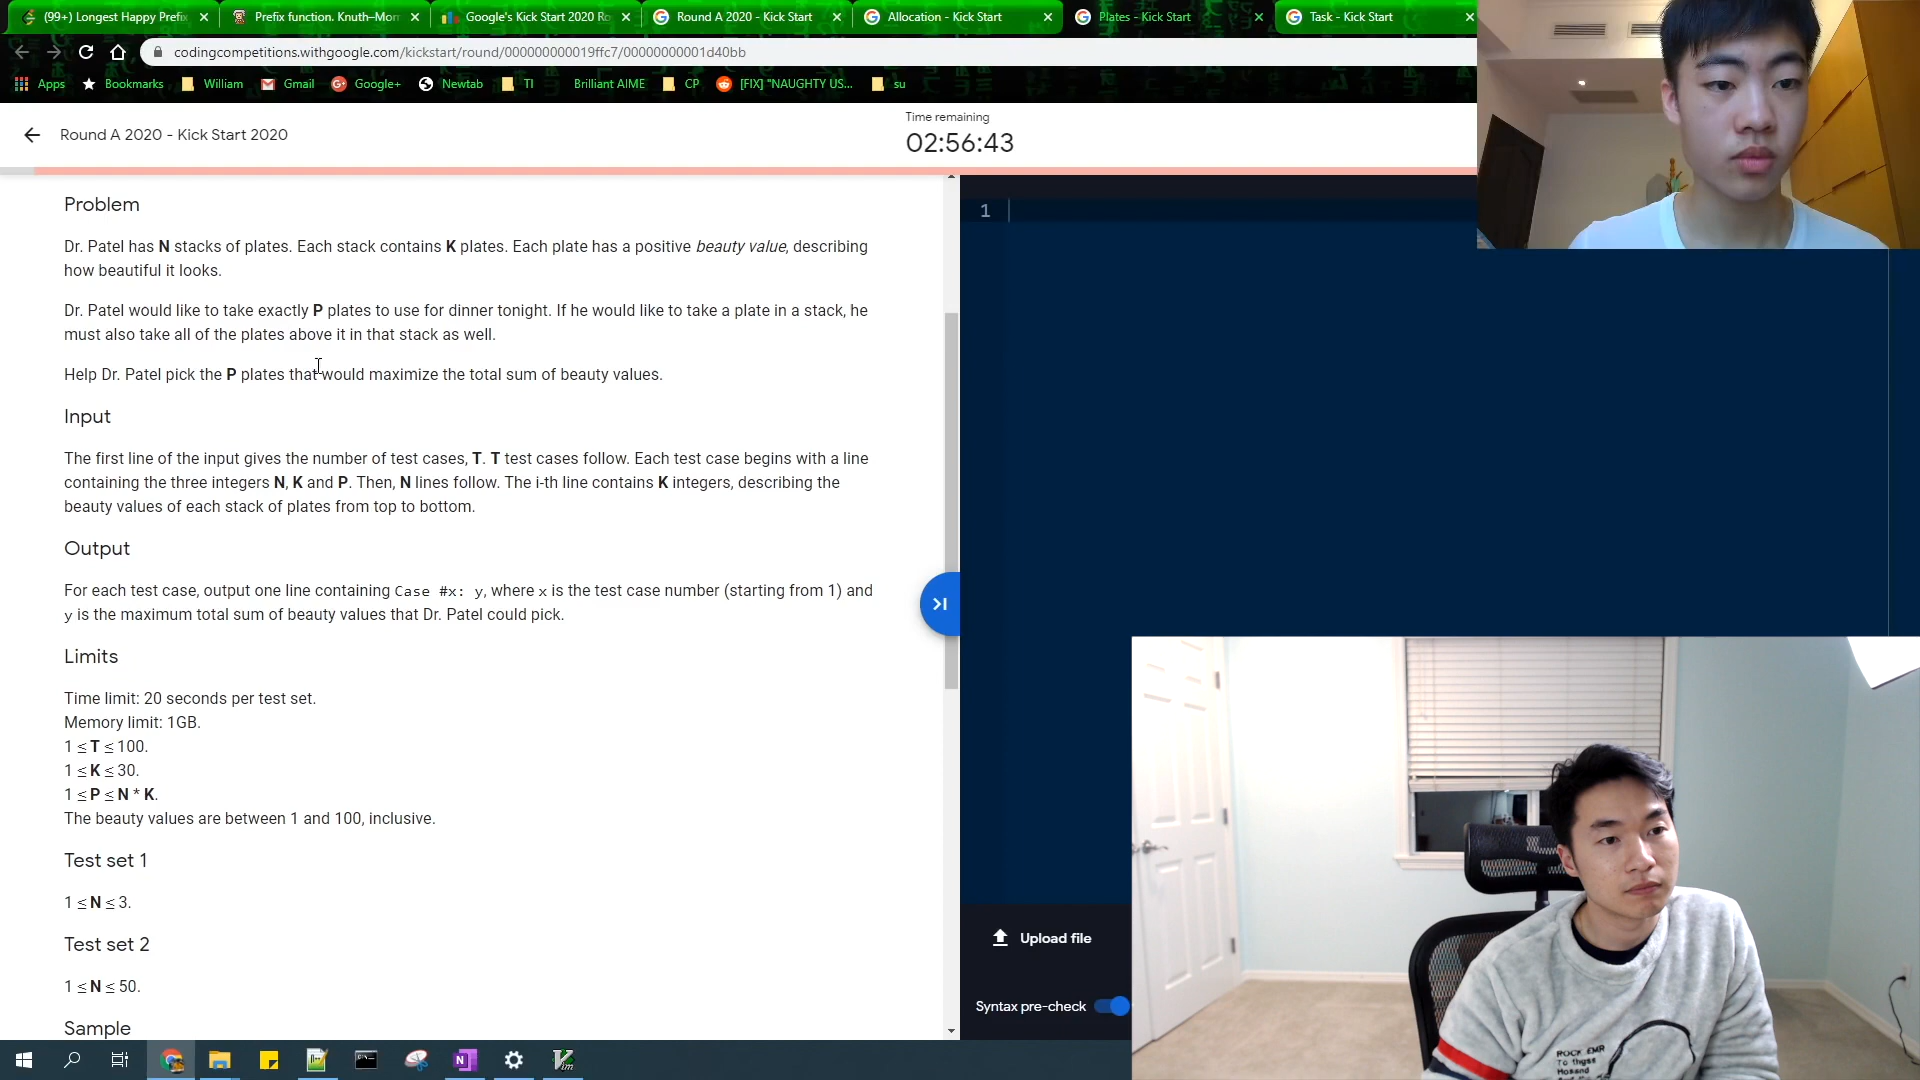 (99+) Longest Happy Prefix
Prefix function. Knuth–Morr
Google's Kick Start 2020 Ro
Round A 2020 - Kick Start
Allocation - Kick Start
Plates - Kick Start
Task - Kick Start
codingcompetitions.withgoogle.com/kickstart/round/000000000019ffc7/00000000001d40bb
Apps
Bookmarks
William
Gmail
Google+
Newtab
TI
Brilliant AIME
CP
[FIX] "NAUGHTY US...
su
Round A 2020 - Kick Start 2020
Time remaining
02:56:43
Problem
Dr. Patel has N stacks of plates. Each stack contains K plates. Each plate has a positive beauty value, describing
how beautiful it looks.
Dr. Patel would like to take exactly P plates to use for dinner tonight. If he would like to take a plate in a stack, he
must also take all of the plates above it in that stack as well.
Help Dr. Patel pick the P plates that would maximize the total sum of beauty values.
Input
The first line of the input gives the number of test cases, T. T test cases follow. Each test case begins with a line
containing the three integers N, K and P. Then, N lines follow. The i-th line contains K integers, describing the
beauty values of each stack of plates from top to bottom.
Output
For each test case, output one line containing Case #x: y, where x is the test case number (starting from 1) and
y is the maximum total sum of beauty values that Dr. Patel could pick.
Limits
Time limit: 20 seconds per test set.
Memory limit: 1GB.
1 ≤ T ≤ 100.
1 ≤ K ≤ 30.
1 ≤ P ≤ N * K.
The beauty values are between 1 and 100, inclusive.
Test set 1
1 ≤ N ≤ 3.
Test set 2
1 ≤ N ≤ 50.
Sample
1
Upload file
Syntax pre-check